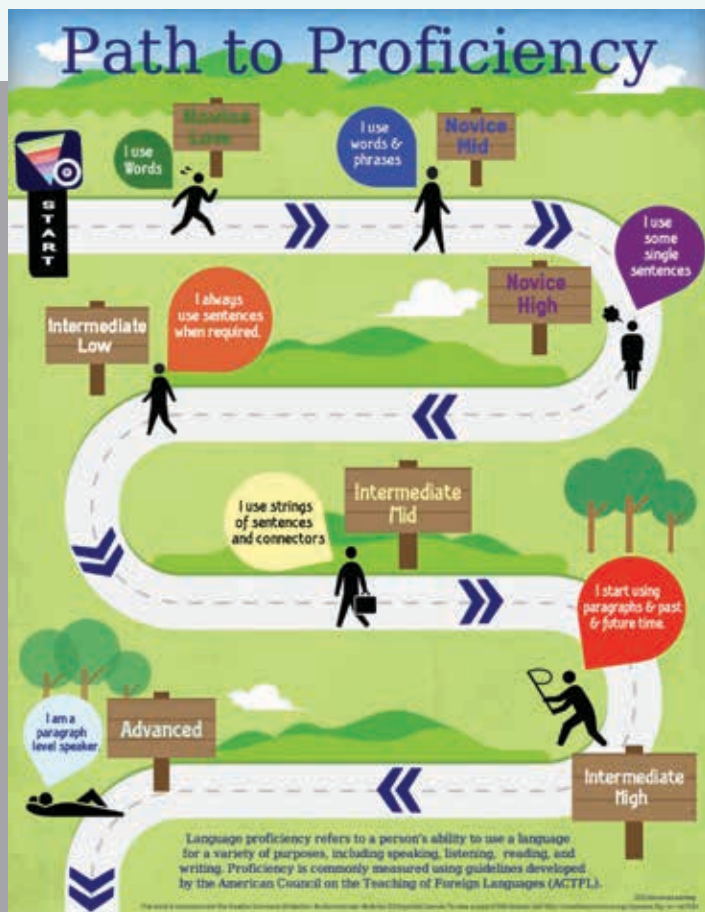 Path to Proficiency
START
I use
Words
Novice
Low
I use
words &
phrases
Novice
Mid
I use
some
single
sentences
Novice
High
I always
use sentences
when required.
Intermediate
Low
I use strings
of sentences
and connectors
Intermediate
Mid
I start using
paragraphs & past
& future time.
Intermediate
High
I am a
paragraph
level speaker.
Advanced
Language proficiency refers to a person's ability to use a language
for a variety of purposes, including speaking, listening, reading, and
writing. Proficiency is commonly measured using guidelines developed
by the American Council on the Teaching of Foreign Languages (ACTFL).